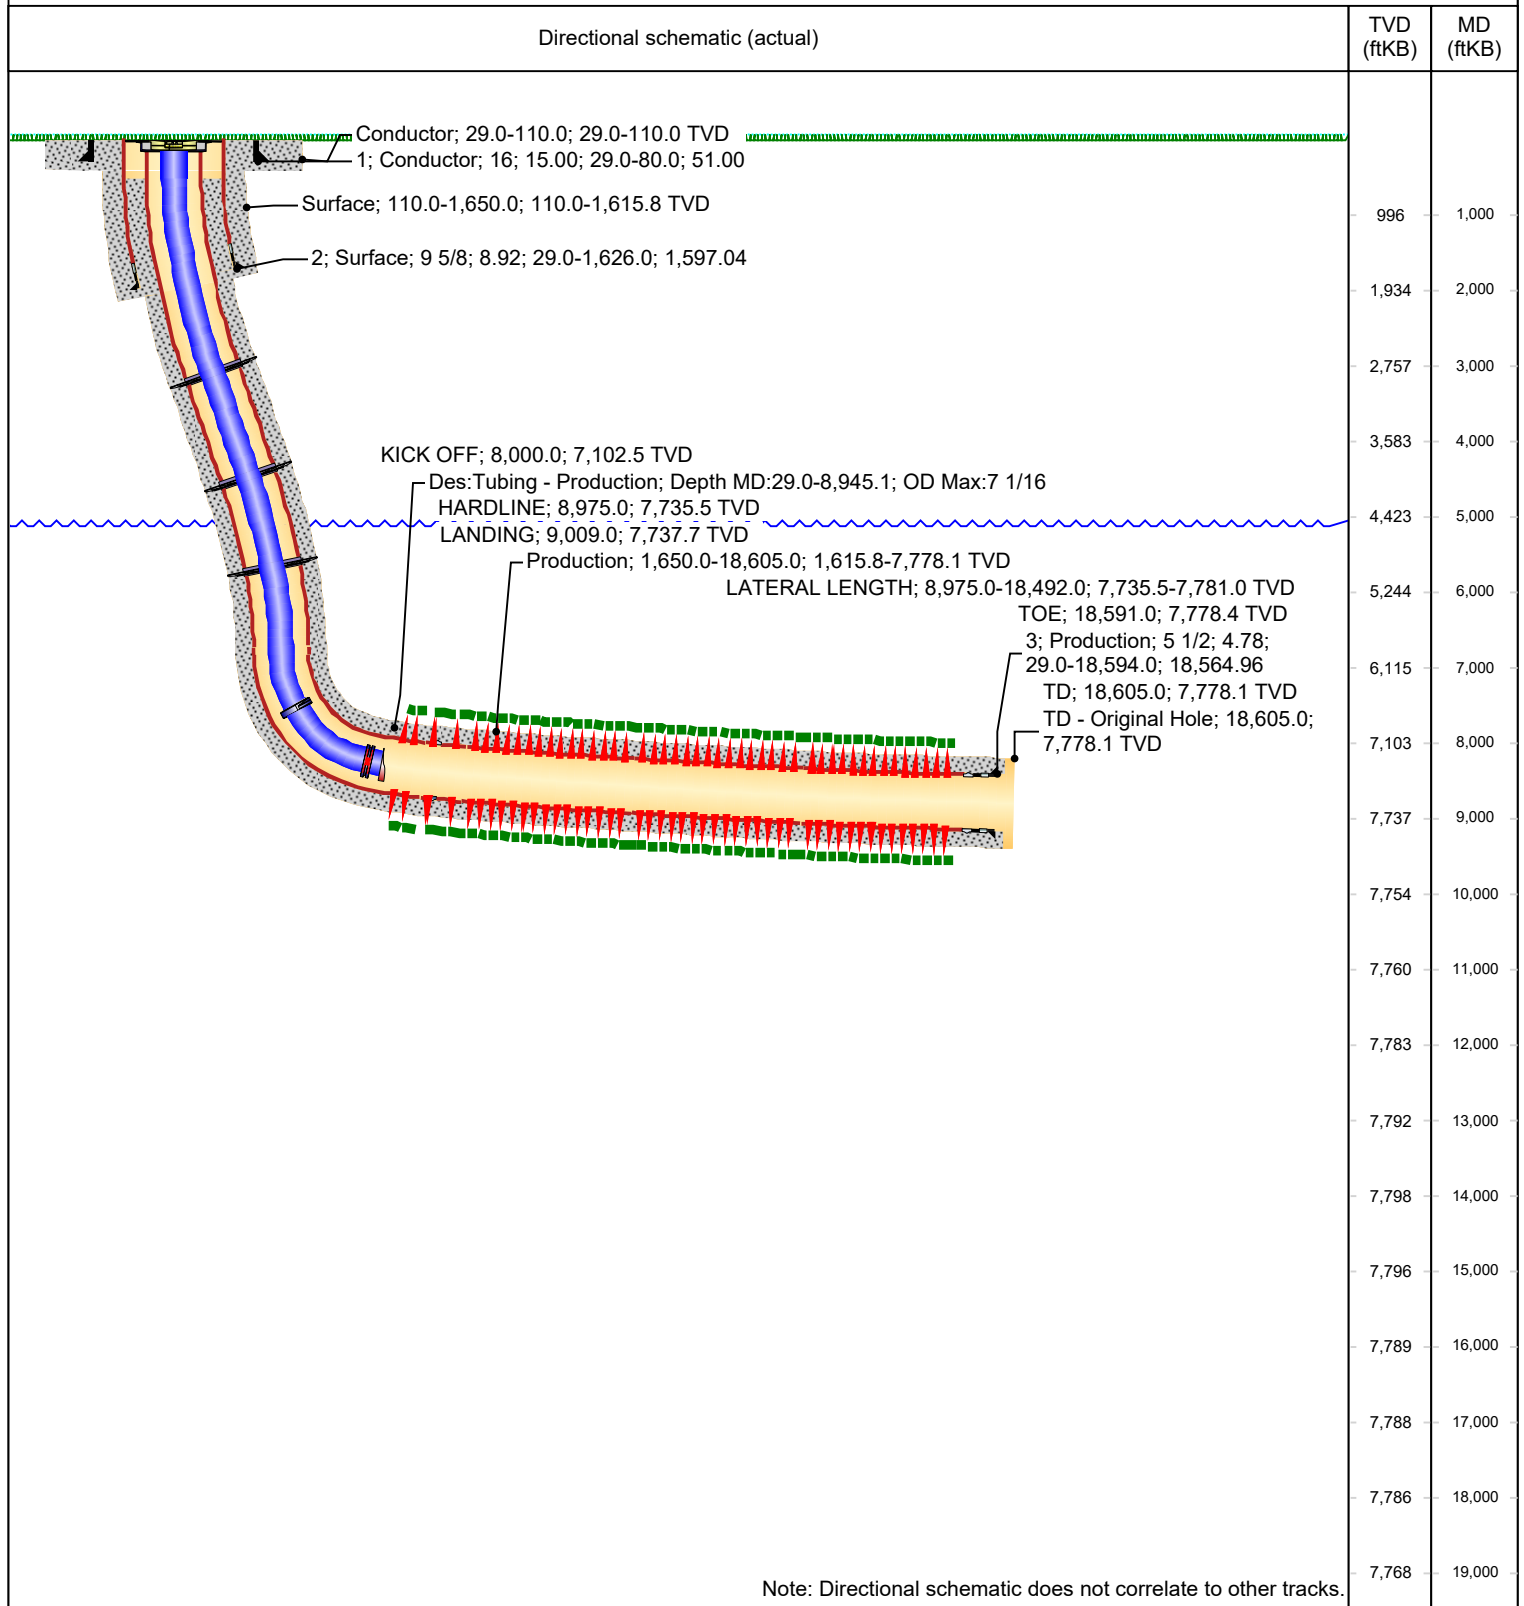 Directional schematic (actual)
TVD
(ftKB)
MD
(ftKB)
Conductor; 29.0-110.0; 29.0-110.0 TVD
1; Conductor; 16; 15.00; 29.0-80.0; 51.00
Surface; 110.0-1,650.0; 110.0-1,615.8 TVD
996 1,000
2; Surface; 9 5/8; 8.92; 29.0-1,626.0; 1,597.04
1,934 2,000
2,757 3,000
3,583 4,000
KICK OFF; 8,000.0; 7,102.5 TVD
Des:Tubing - Production; Depth MD:29.0-8,945.1; OD Max:7 1/16
HARDLINE; 8,975.0; 7,735.5 TVD
4,423 5,000
LANDING; 9,009.0; 7,737.7 TVD
Production; 1,650.0-18,605.0; 1,615.8-7,778.1 TVD
LATERAL LENGTH; 8,975.0-18,492.0; 7,735.5-7,781.0 TVD
5,244 6,000
TOE; 18,591.0; 7,778.4 TVD
3; Production; 5 1/2; 4.78;
29.0-18,594.0; 18,564.96
6,115 7,000
TD; 18,605.0; 7,778.1 TVD
TD - Original Hole; 18,605.0;
7,778.1 TVD
7,103 8,000
7,737 9,000
7,754 10,000
7,760 11,000
7,783 12,000
7,792 13,000
7,798 14,000
7,796 15,000
7,789 16,000
7,788 17,000
7,786 18,000
7,768 19,000
Note: Directional schematic does not correlate to other tracks.